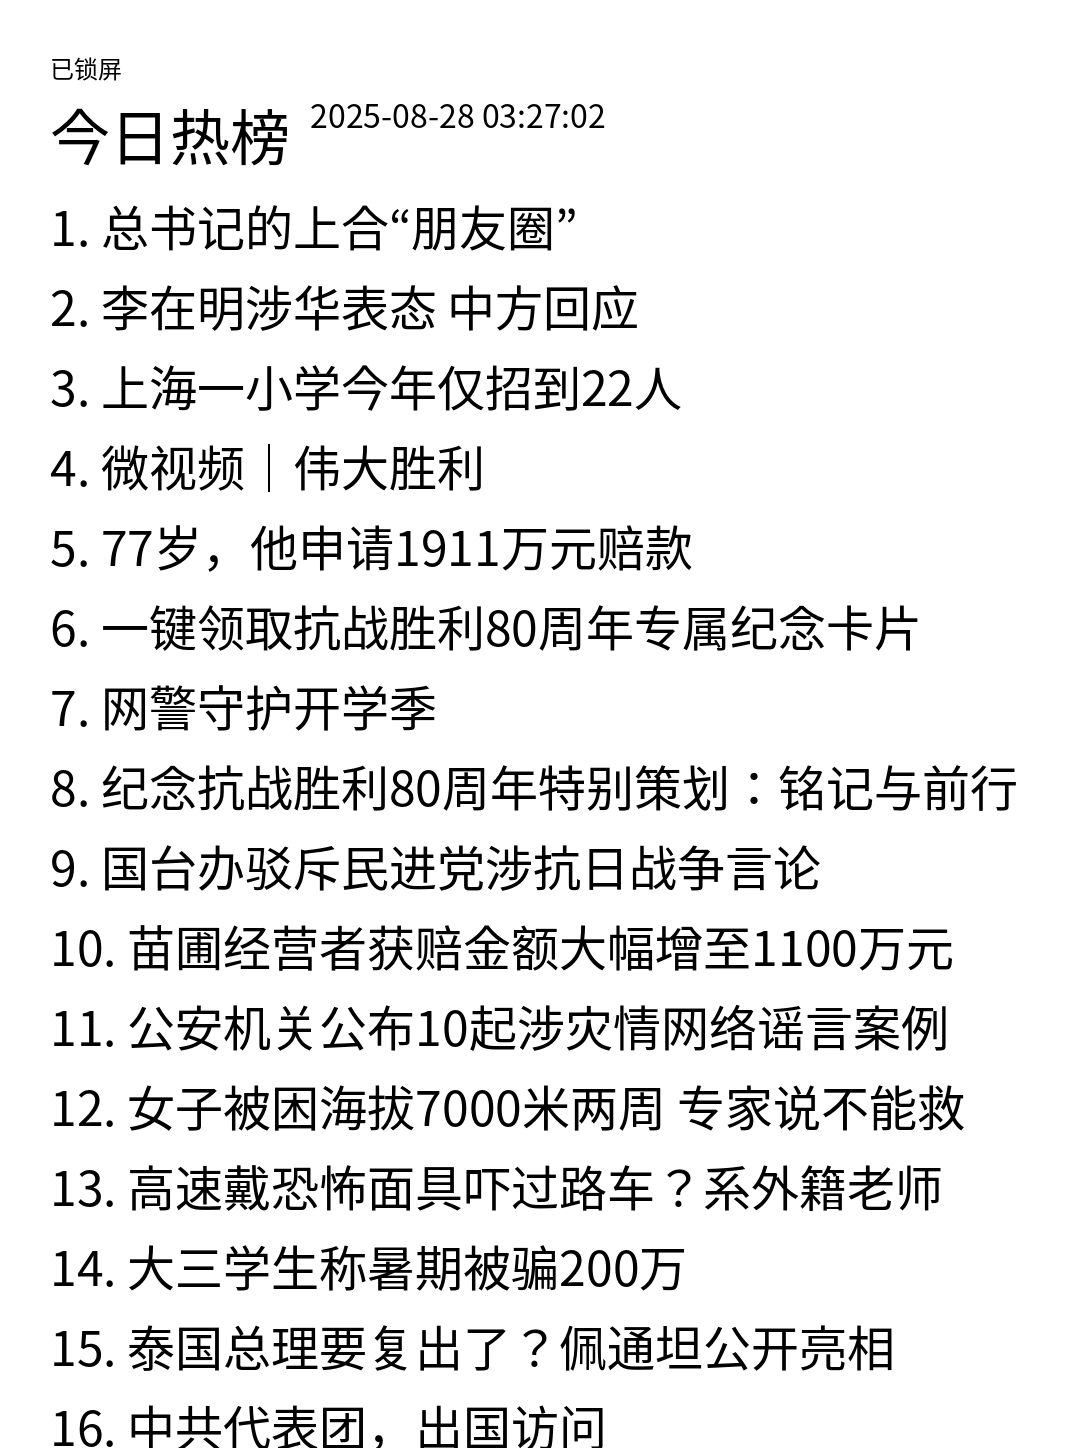 已锁屏
今日热榜 2025-08-28 03:27:02
1. 总书记的上合“朋友圈”
2. 李在明涉华表态 中方回应
3. 上海一小学今年仅招到22人
4. 微视频｜伟大胜利
5. 77岁，他申请1911万元赔款
6. 一键领取抗战胜利80周年专属纪念卡片
7. 网警守护开学季
8. 纪念抗战胜利80周年特别策划：铭记与前行
9. 国台办驳斥民进党涉抗日战争言论
10. 苗圃经营者获赔金额大幅增至1100万元
11. 公安机关公布10起涉灾情网络谣言案例
12. 女子被困海拔7000米两周 专家说不能救
13. 高速戴恐怖面具吓过路车？系外籍老师
14. 大三学生称暑期被骗200万
15. 泰国总理要复出了？佩通坦公开亮相
16. 中共代表团，出国访问